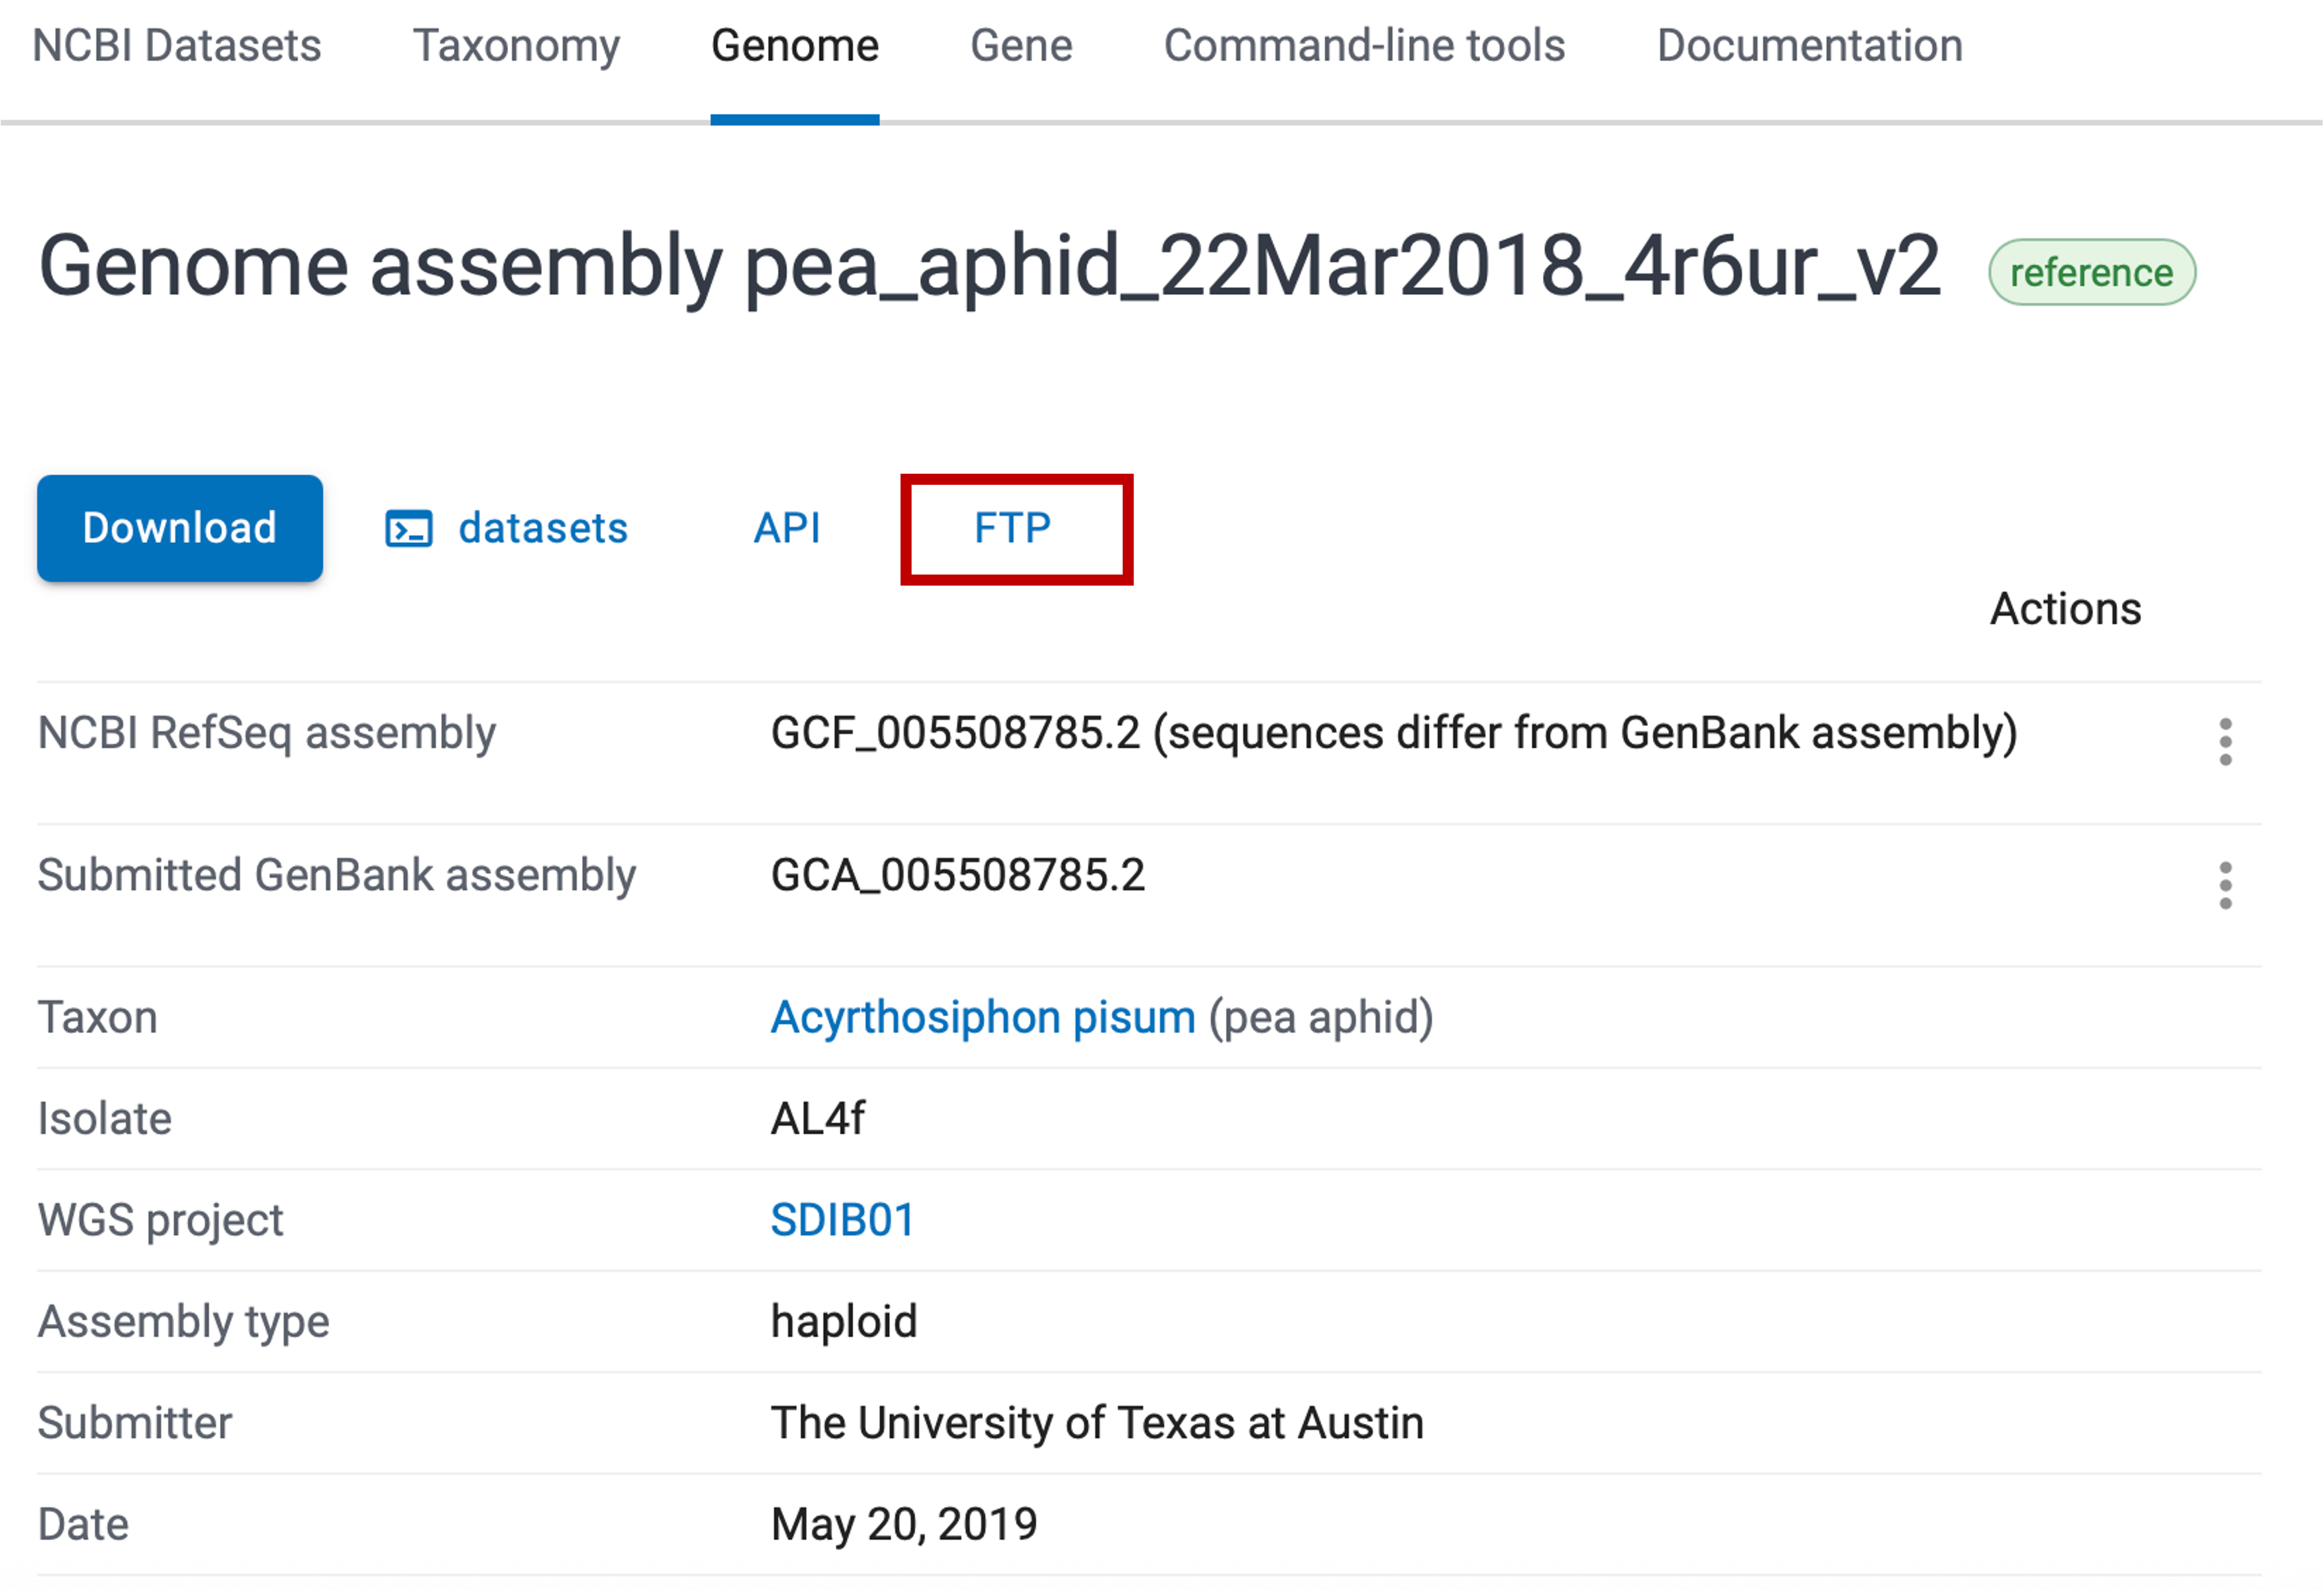 NCBI Datasets Taxonomy Genome Gene Command-line tools Documentation
Genome assembly pea_aphid_22Mar2018_4r6ur_v2 reference
Download datasets API FTP
Actions
NCBI RefSeq assembly GCF_005508785.2 (sequences differ from GenBank assembly)
Submitted GenBank assembly GCA_005508785.2
Taxon Acyrthosiphon pisum (pea aphid)
Isolate AL4f
WGS project SDIB01
Assembly type haploid
Submitter The University of Texas at Austin
Date May 20, 2019